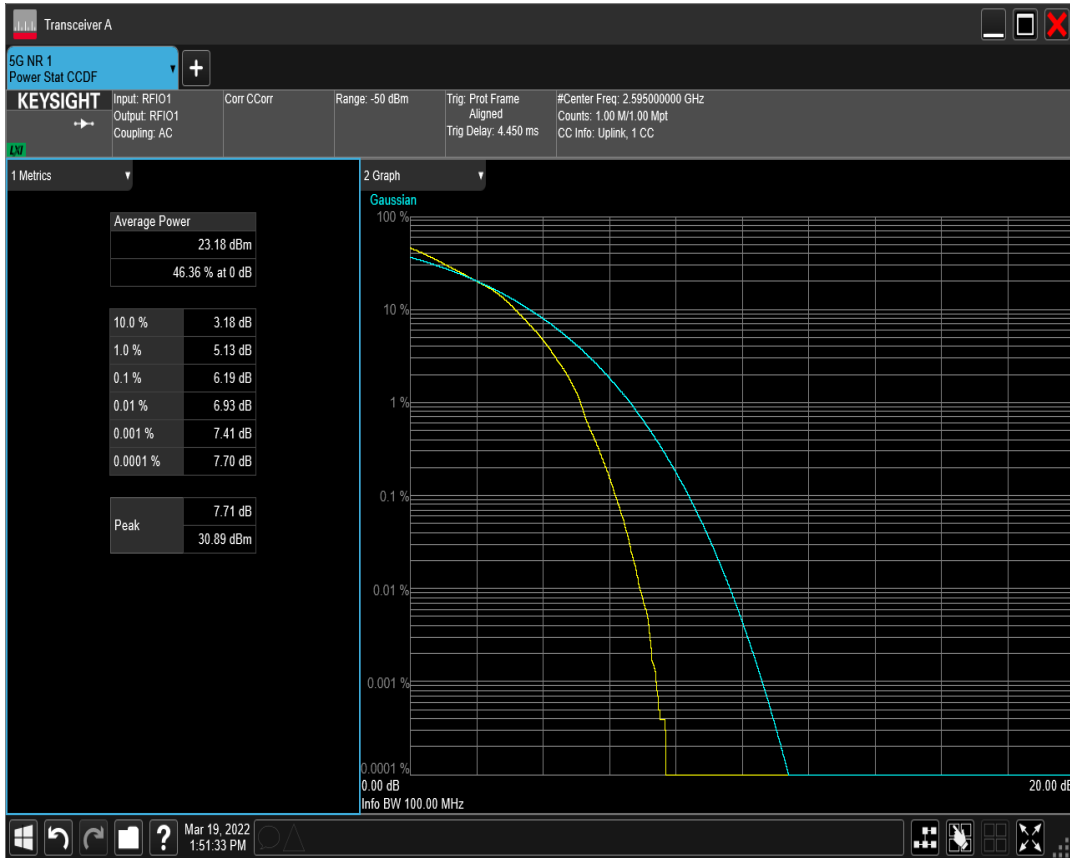 Transceiver A
5G NR 1
Power Stat CCDF
+
KEYSIGHT
Input: RFIO1
Output: RFIO1
Coupling: AC
Corr CCorr
Range: -50 dBm
Trig: Prot Frame
Aligned
Trig Delay: 4.450 ms
#Center Freq: 2.595000000 GHz
Counts: 1.00 M/1.00 Mpt
CC Info: Uplink, 1 CC
LXI
1 Metrics
Average Power
23.18 dBm
46.36 % at 0 dB
10.0 % 3.18 dB
1.0 % 5.13 dB
0.1 % 6.19 dB
0.01 % 6.93 dB
0.001 % 7.41 dB
0.0001 % 7.70 dB
Peak
7.71 dB
30.89 dBm
2 Graph
Gaussian
100 %
10 %
1 %
0.1 %
0.01 %
0.001 %
0.0001 %
0.00 dB
20.00 dB
Info BW 100.00 MHz
?
Mar 19, 2022
1:51:33 PM